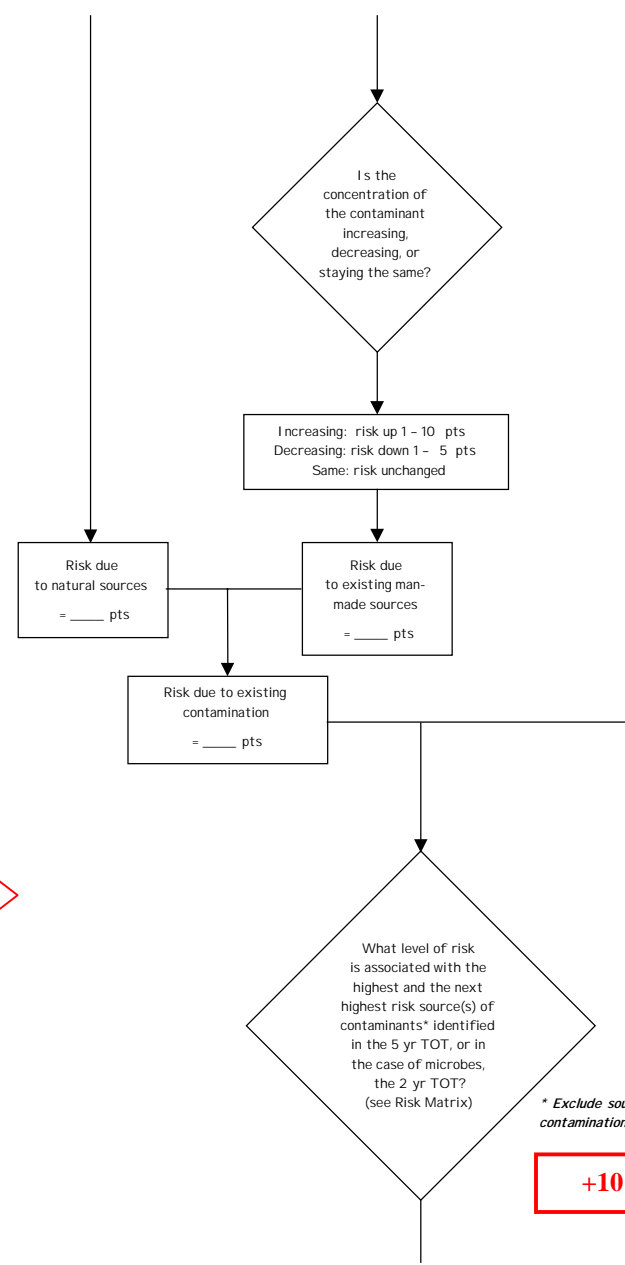 Is the
concentration of
the contaminant
increasing,
decreasing, or
staying the same?
Increasing: risk up 1 – 10 pts
Decreasing: risk down 1 – 5 pts
Same: risk unchanged
Risk due
to natural sources
= _____ pts
Risk due
to existing man-
made sources
= _____ pts
Risk due to existing
contamination
= _____ pts
What level of risk
is associated with the
highest and the next
highest risk source(s) of
contaminants* identified
in the 5 yr TOT, or in
the case of microbes,
the 2 yr TOT?
(see Risk Matrix)
* Exclude sou
contamination
+10